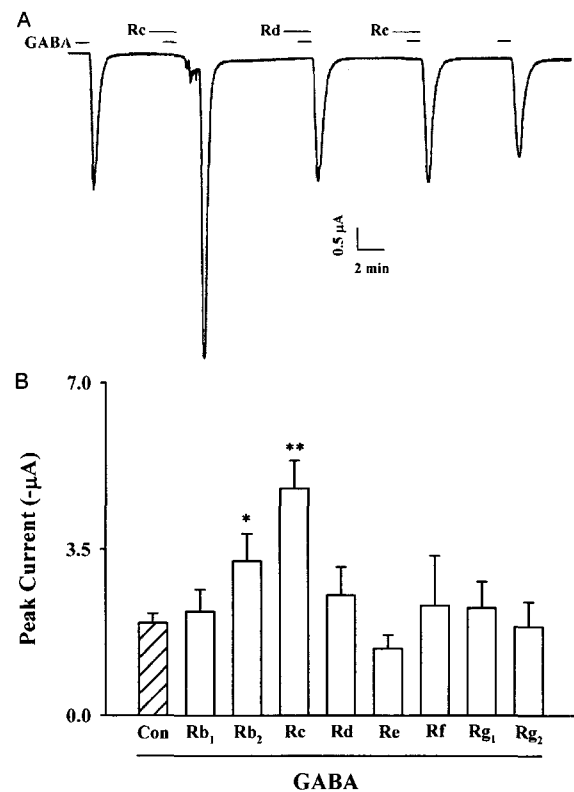 A
Rc Rd Re
GABA
0.5 µA
2 min
B
7.0
**
*
3.5
Peak Current (-µA)
0.0
Con Rb1 Rb2 Rc Rd Re Rf Rg1 Rg2
GABA